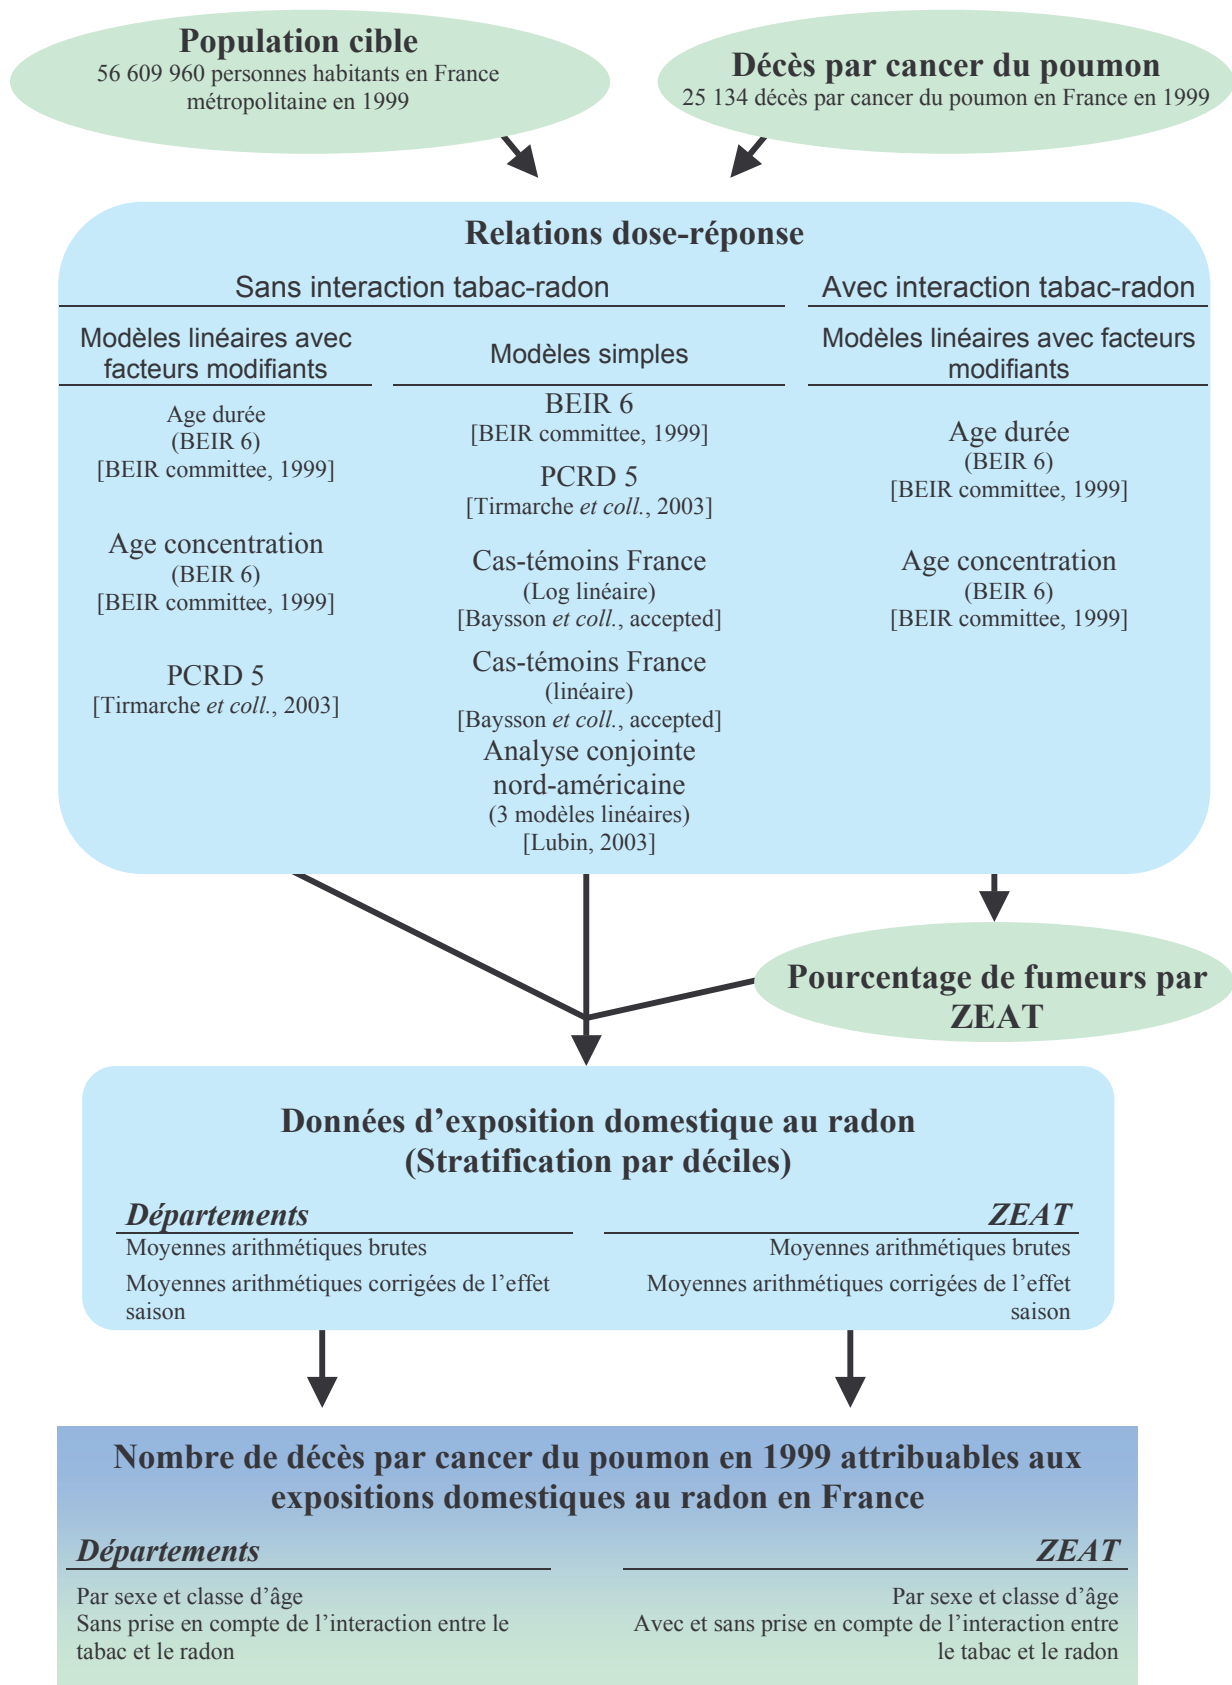 Population cible
56 609 960 personnes habitants en France
métropolitaine en 1999
Décès par cancer du poumon
25 134 décès par cancer du poumon en France en 1999
Relations dose-réponse
Sans interaction tabac-radon
Modèles linéaires avec
facteurs modifiants
Age durée
(BEIR 6)
[BEIR committee, 1999]
Age concentration
(BEIR 6)
[BEIR committee, 1999]
PCRD 5
[Tirmarche et coll., 2003]
Modèles simples
BEIR 6
[BEIR committee, 1999]
PCRD 5
[Tirmarche et coll., 2003]
Cas-témoins France
(Log linéaire)
[Baysson et coll., accepted]
Cas-témoins France
(linéaire)
[Baysson et coll., accepted]
Analyse conjointe
nord-américaine
(3 modèles linéaires)
[Lubin, 2003]
Avec interaction tabac-radon
Modèles linéaires avec facteurs
modifiants
Age durée
(BEIR 6)
[BEIR committee, 1999]
Age concentration
(BEIR 6)
[BEIR committee, 1999]
Pourcentage de fumeurs par
ZEAT
Données d’exposition domestique au radon
(Stratification par déciles)
Départements
Moyennes arithmétiques brutes
Moyennes arithmétiques corrigées de l’effet
saison
ZEAT
Moyennes arithmétiques brutes
Moyennes arithmétiques corrigées de l’effet
saison
Nombre de décès par cancer du poumon en 1999 attribuables aux
expositions domestiques au radon en France
Départements
Par sexe et classe d’âge
Sans prise en compte de l’interaction entre le
tabac et le radon
ZEAT
Par sexe et classe d’âge
Avec et sans prise en compte de l’interaction entre
le tabac et le radon